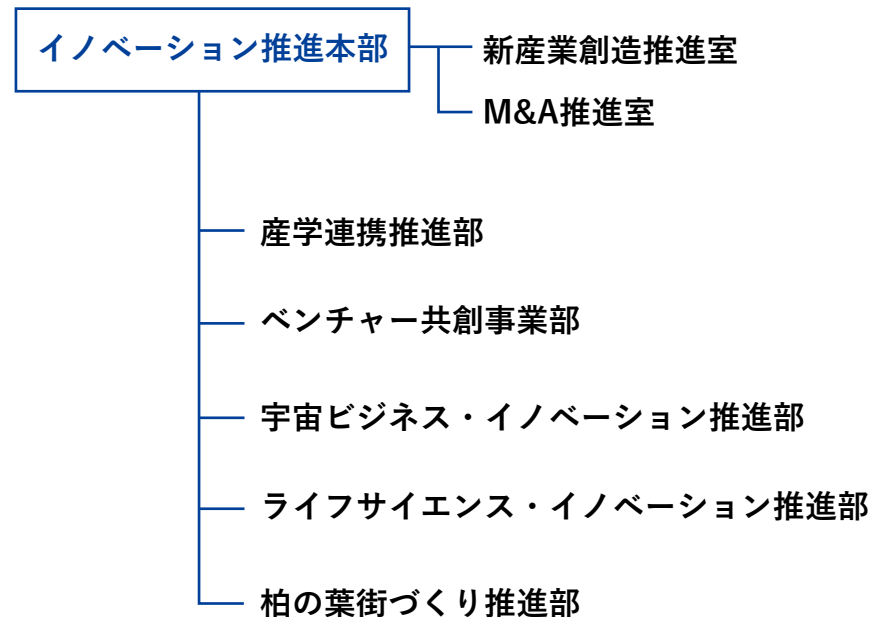 イノベーション推進本部
新産業創造推進室
M&A推進室
産学連携推進部
ベンチャー共創事業部
宇宙ビジネス・イノベーション推進部
ライフサイエンス・イノベーション推進部
柏の葉街づくり推進部